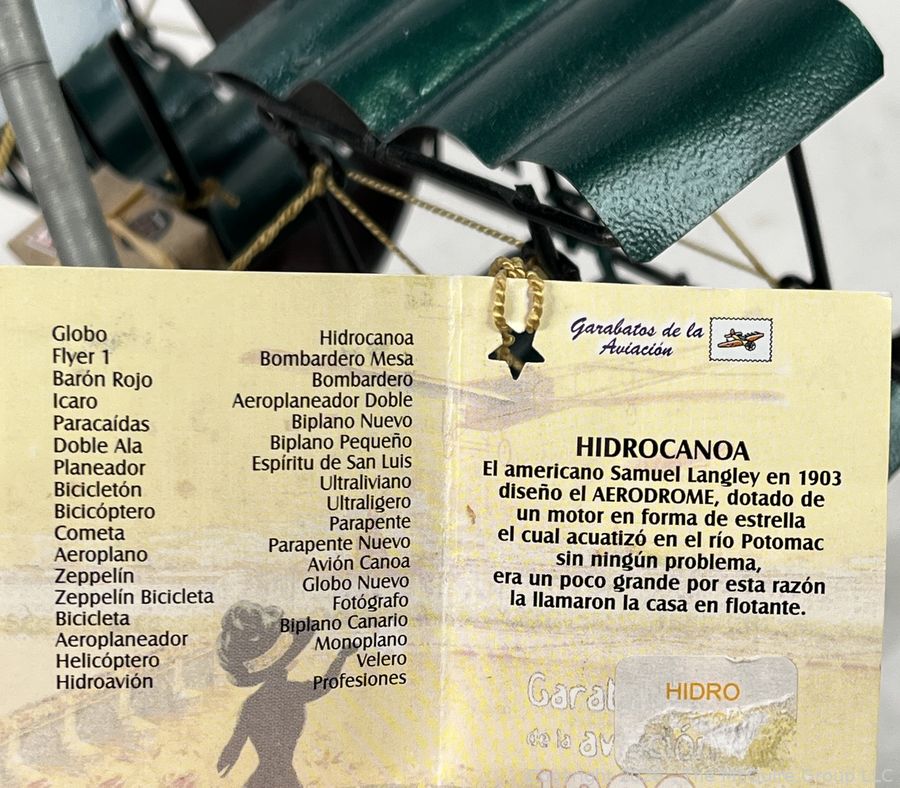 Globo
Flyer 1
Barón Rojo
Icaro
Paracaídas
Doble Ala
Planeador
Bicicletón
Bicicóptero
Cometa
Aeroplano
Zeppelín
Zeppelín Bicicleta
Bicicleta
Aeroplaneador
Helicóptero
Hidroavión
Hidrocanoa
Bombardero Mesa
Bombardero
Aeroplaneador Doble
Biplano Nuevo
Biplano Pequeño
Espíritu de San Luis
Ultraliviano
Ultraligero
Parapente
Parapente Nuevo
Avión Canoa
Globo Nuevo
Fotógrafo
Biplano Canario
Monoplano
Velero
Profesiones
Garabatos de la
Aviación
HIDROCANOA
El americano Samuel Langley en 1903
diseño el AERODROME, dotado de
un motor en forma de estrella
el cual acuatizó en el río Potomac
sin ningún problema,
era un poco grande por esta razón
la llamaron la casa en flotante.
HIDRO
de la
Group LLC